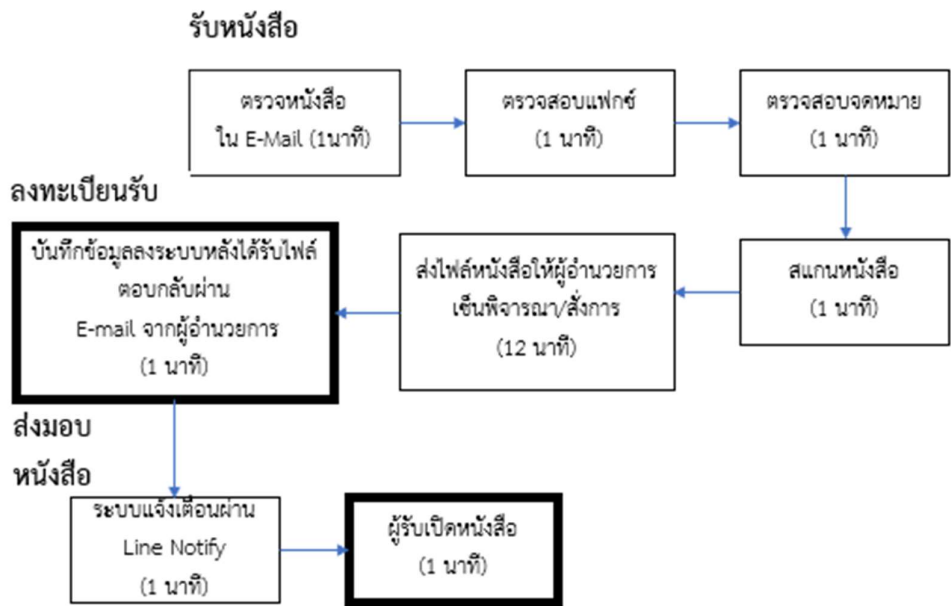 รับหนังสือ
ตรวจหนังสือ
ใน E-Mail (1นาที)
ตรวจสอบแฟกซ์
(1 นาที)
ตรวจสอบจดหมาย
(1 นาที)
สแกนหนังสือ
(1 นาที)
ส่งไฟล์หนังสือให้ผู้อำนวยการ
เซ็นพิจารณา/สั่งการ
(12 นาที)
ลงทะเบียนรับ
บันทึกข้อมูลลงระบบหลังได้รับไฟล์
ตอบกลับผ่าน
E-mail จากผู้อำนวยการ
(1 นาที)
ส่งมอบ
หนังสือ
ระบบแจ้งเตือนผ่าน
Line Notify
(1 นาที)
ผู้รับเปิดหนังสือ
(1 นาที)